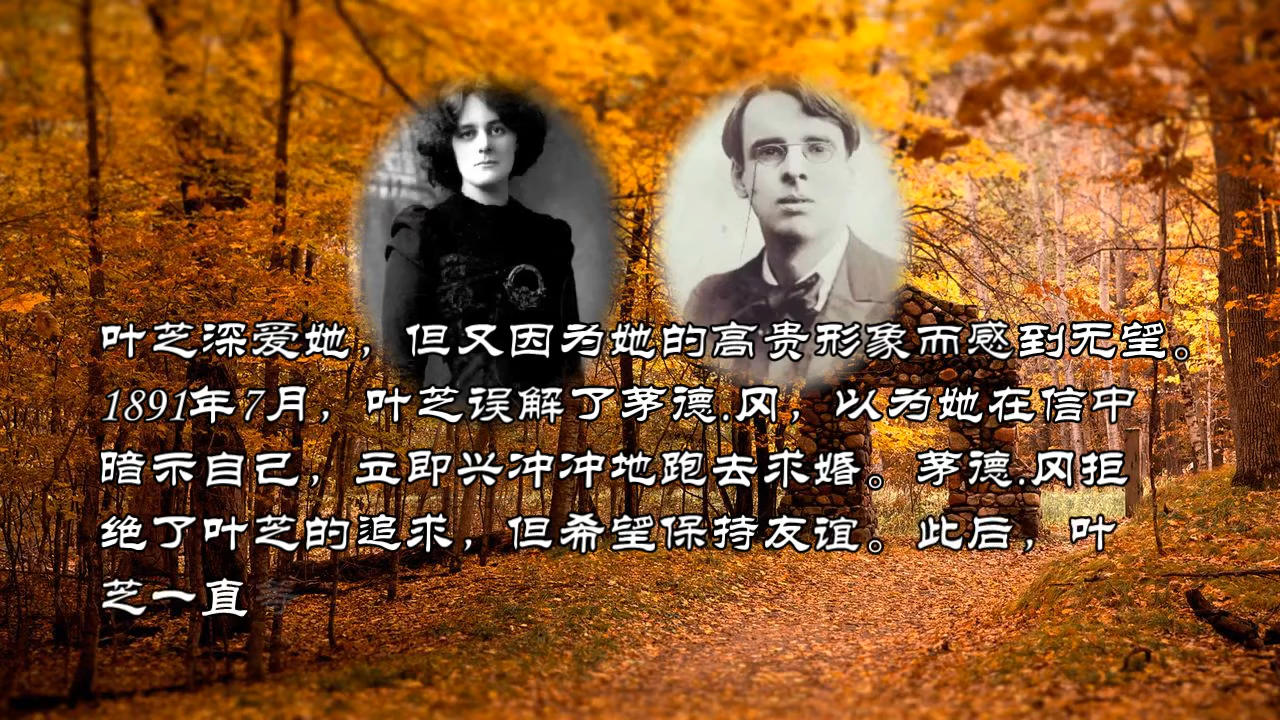 叶芝深爱她，但又因为她的高贵形象而感到无望。
1891年7月，叶芝误解了茅德.冈，以为她在信中
暗示自己，立即兴冲冲地跑去求婚。茅德.冈拒
绝了叶芝的追求，但希望保持友谊。此后，叶
芝一直